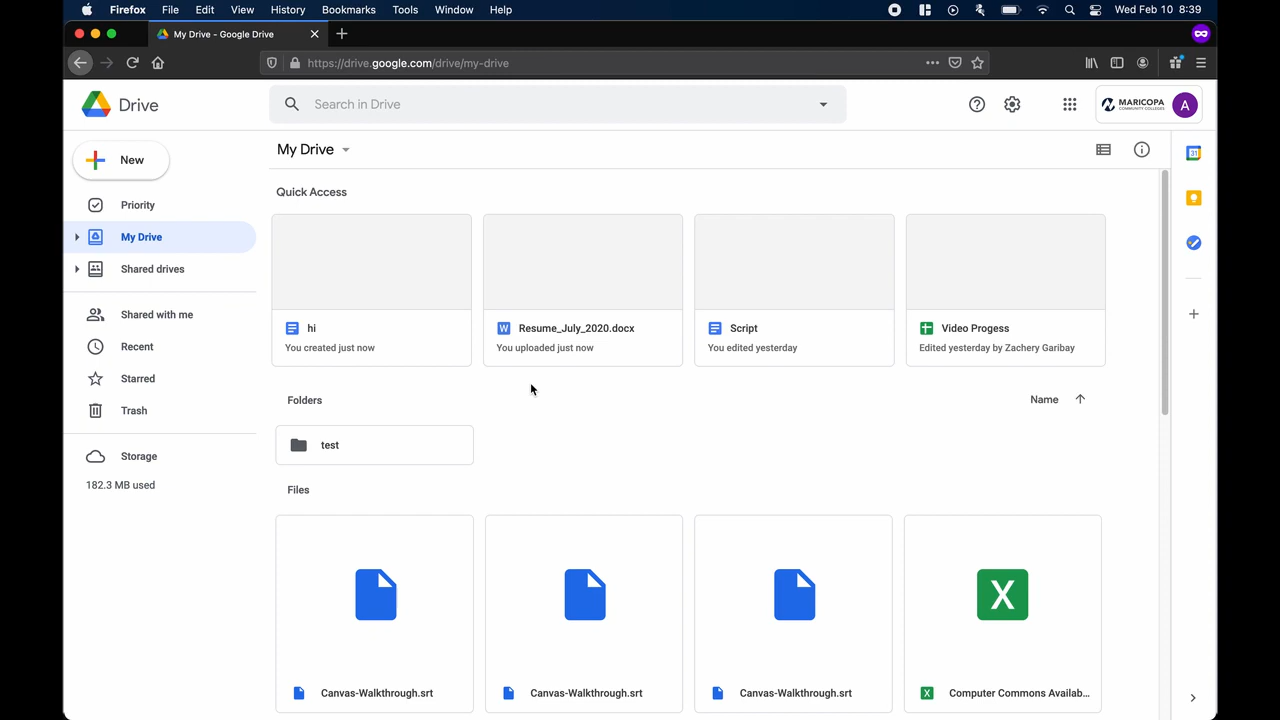 Firefox File Edit View History Bookmarks Tools Window Help Wed Feb 10 8:39
My Drive - Google Drive
https://drive.google.com/drive/my-drive
Drive
Search in Drive
MARICOPA
COMMUNITY COLLEGES
A
New
My Drive
Priority
Quick Access
My Drive
Shared drives
Shared with me
Recent
Starred
Trash
Storage
182.3 MB used
hi
You created just now
W Resume_July_2020.docx
You uploaded just now
Script
You edited yesterday
Video Progess
Edited yesterday by Zachery Garibay
Folders
Name
test
Files
X
Canvas-Walkthrough.srt
Canvas-Walkthrough.srt
Canvas-Walkthrough.srt
X Computer Commons Availab...
31